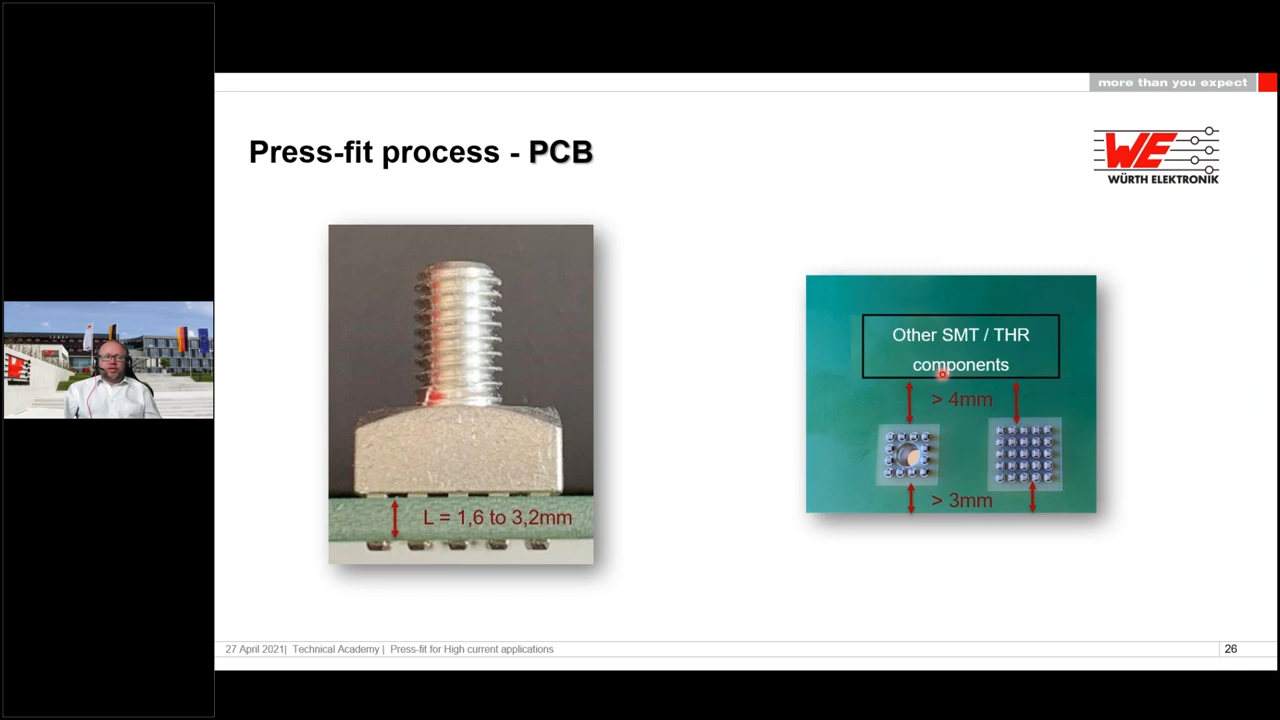 more than you expect
Press-fit process - PCB
WE
WÜRTH ELEKTRONIK
L = 1,6 to 3,2mm
Other SMT / THR
components
> 4mm
> 3mm
27 April 2021| Technical Academy | Press-fit for High current applications
26